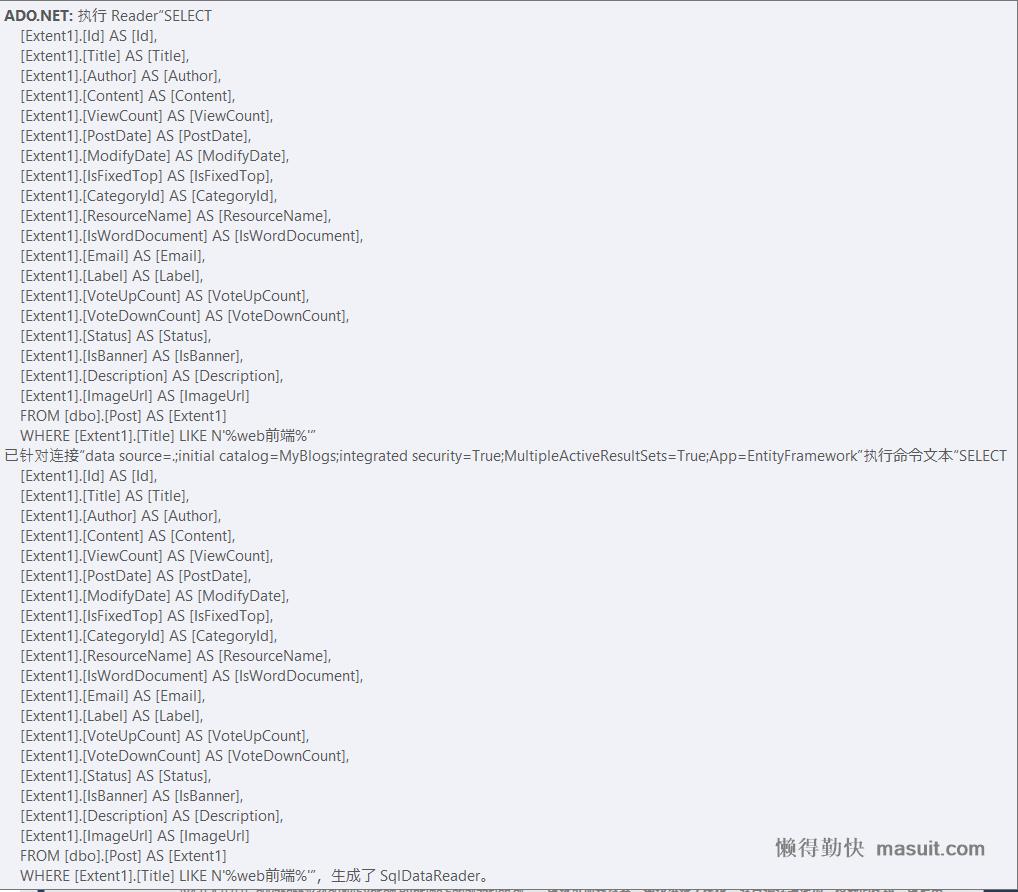 ADO.NET: 执行 Reader"SELECT
[Extent1].[Id] AS [Id],
[Extent1].[Title] AS [Title],
[Extent1].[Author] AS [Author],
[Extent1].[Content] AS [Content],
[Extent1].[ViewCount] AS [ViewCount],
[Extent1].[PostDate] AS [PostDate],
[Extent1].[ModifyDate] AS [ModifyDate],
[Extent1].[IsFixedTop] AS [IsFixedTop],
[Extent1].[CategoryId] AS [CategoryId],
[Extent1].[ResourceName] AS [ResourceName],
[Extent1].[IsWordDocument] AS [IsWordDocument],
[Extent1].[Email] AS [Email],
[Extent1].[Label] AS [Label],
[Extent1].[VoteUpCount] AS [VoteUpCount],
[Extent1].[VoteDownCount] AS [VoteDownCount],
[Extent1].[Status] AS [Status],
[Extent1].[IsBanner] AS [IsBanner],
[Extent1].[Description] AS [Description],
[Extent1].[ImageUrl] AS [ImageUrl]
FROM [dbo].[Post] AS [Extent1]
WHERE [Extent1].[Title] LIKE N'%web前端%'"
已针对连接"data source=.;initial catalog=MyBlogs;integrated security=True;MultipleActiveResultSets=True;App=EntityFramework"执行命令文本"SELECT
[Extent1].[Id] AS [Id],
[Extent1].[Title] AS [Title],
[Extent1].[Author] AS [Author],
[Extent1].[Content] AS [Content],
[Extent1].[ViewCount] AS [ViewCount],
[Extent1].[PostDate] AS [PostDate],
[Extent1].[ModifyDate] AS [ModifyDate],
[Extent1].[IsFixedTop] AS [IsFixedTop],
[Extent1].[CategoryId] AS [CategoryId],
[Extent1].[ResourceName] AS [ResourceName],
[Extent1].[IsWordDocument] AS [IsWordDocument],
[Extent1].[Email] AS [Email],
[Extent1].[Label] AS [Label],
[Extent1].[VoteUpCount] AS [VoteUpCount],
[Extent1].[VoteDownCount] AS [VoteDownCount],
[Extent1].[Status] AS [Status],
[Extent1].[IsBanner] AS [IsBanner],
[Extent1].[Description] AS [Description],
[Extent1].[ImageUrl] AS [ImageUrl]
FROM [dbo].[Post] AS [Extent1]
WHERE [Extent1].[Title] LIKE N'%web前端%'"，生成了 SqlDataReader。
懒得勤快 masuit.com